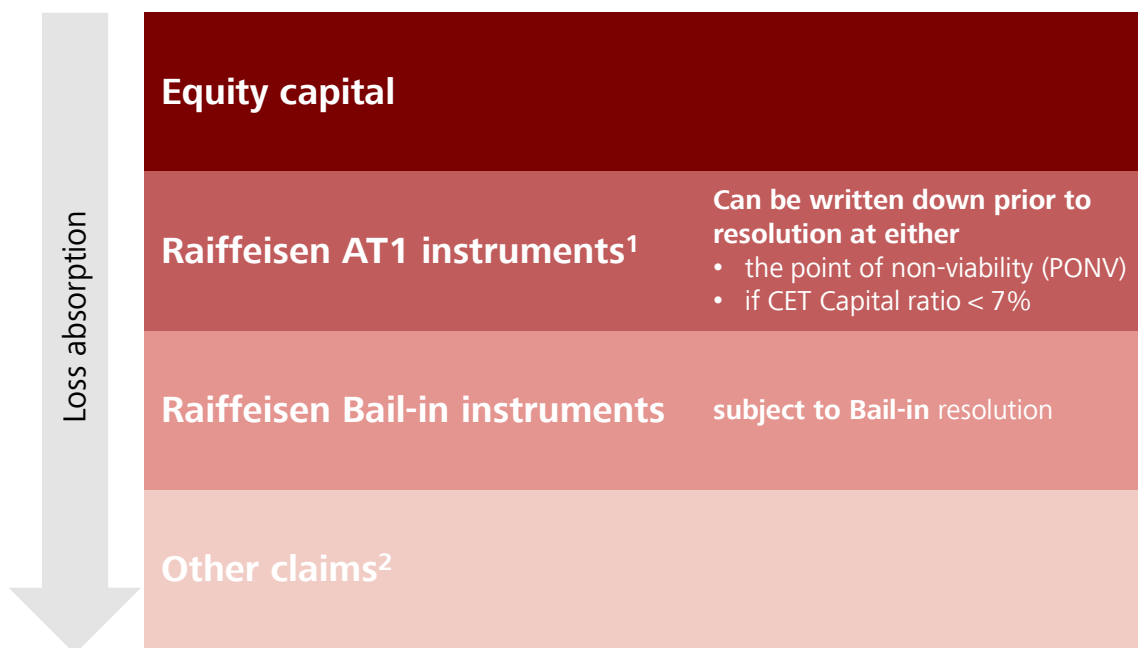 Loss absorption
Equity capital
Raiffeisen AT1 instruments¹
Can be written down prior to
resolution at either
• the point of non-viability (PONV)
• if CET Capital ratio < 7%
Raiffeisen Bail-in instruments
subject to Bail-in resolution
Other claims²